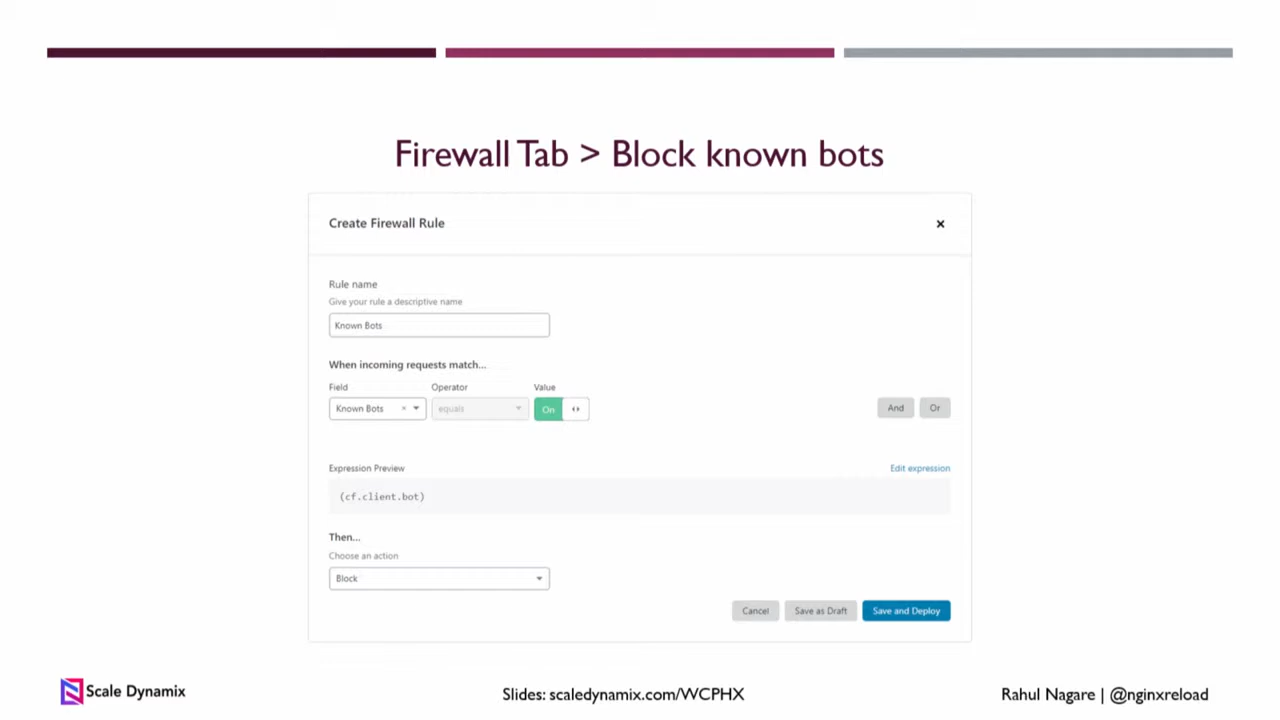 Firewall Tab > Block known bots
Create Firewall Rule ×
Rule name
Give your rule a descriptive name
Known Bots
When incoming requests match...
Field Operator Value
Known Bots × equals On And Or
Expression Preview Edit expression
(cf.client.bot)
Then...
Choose an action
Block
Cancel Save as Draft Save and Deploy
Scale Dynamix Slides: scaledynamix.com/WCPHX Rahul Nagare | @nginxreload